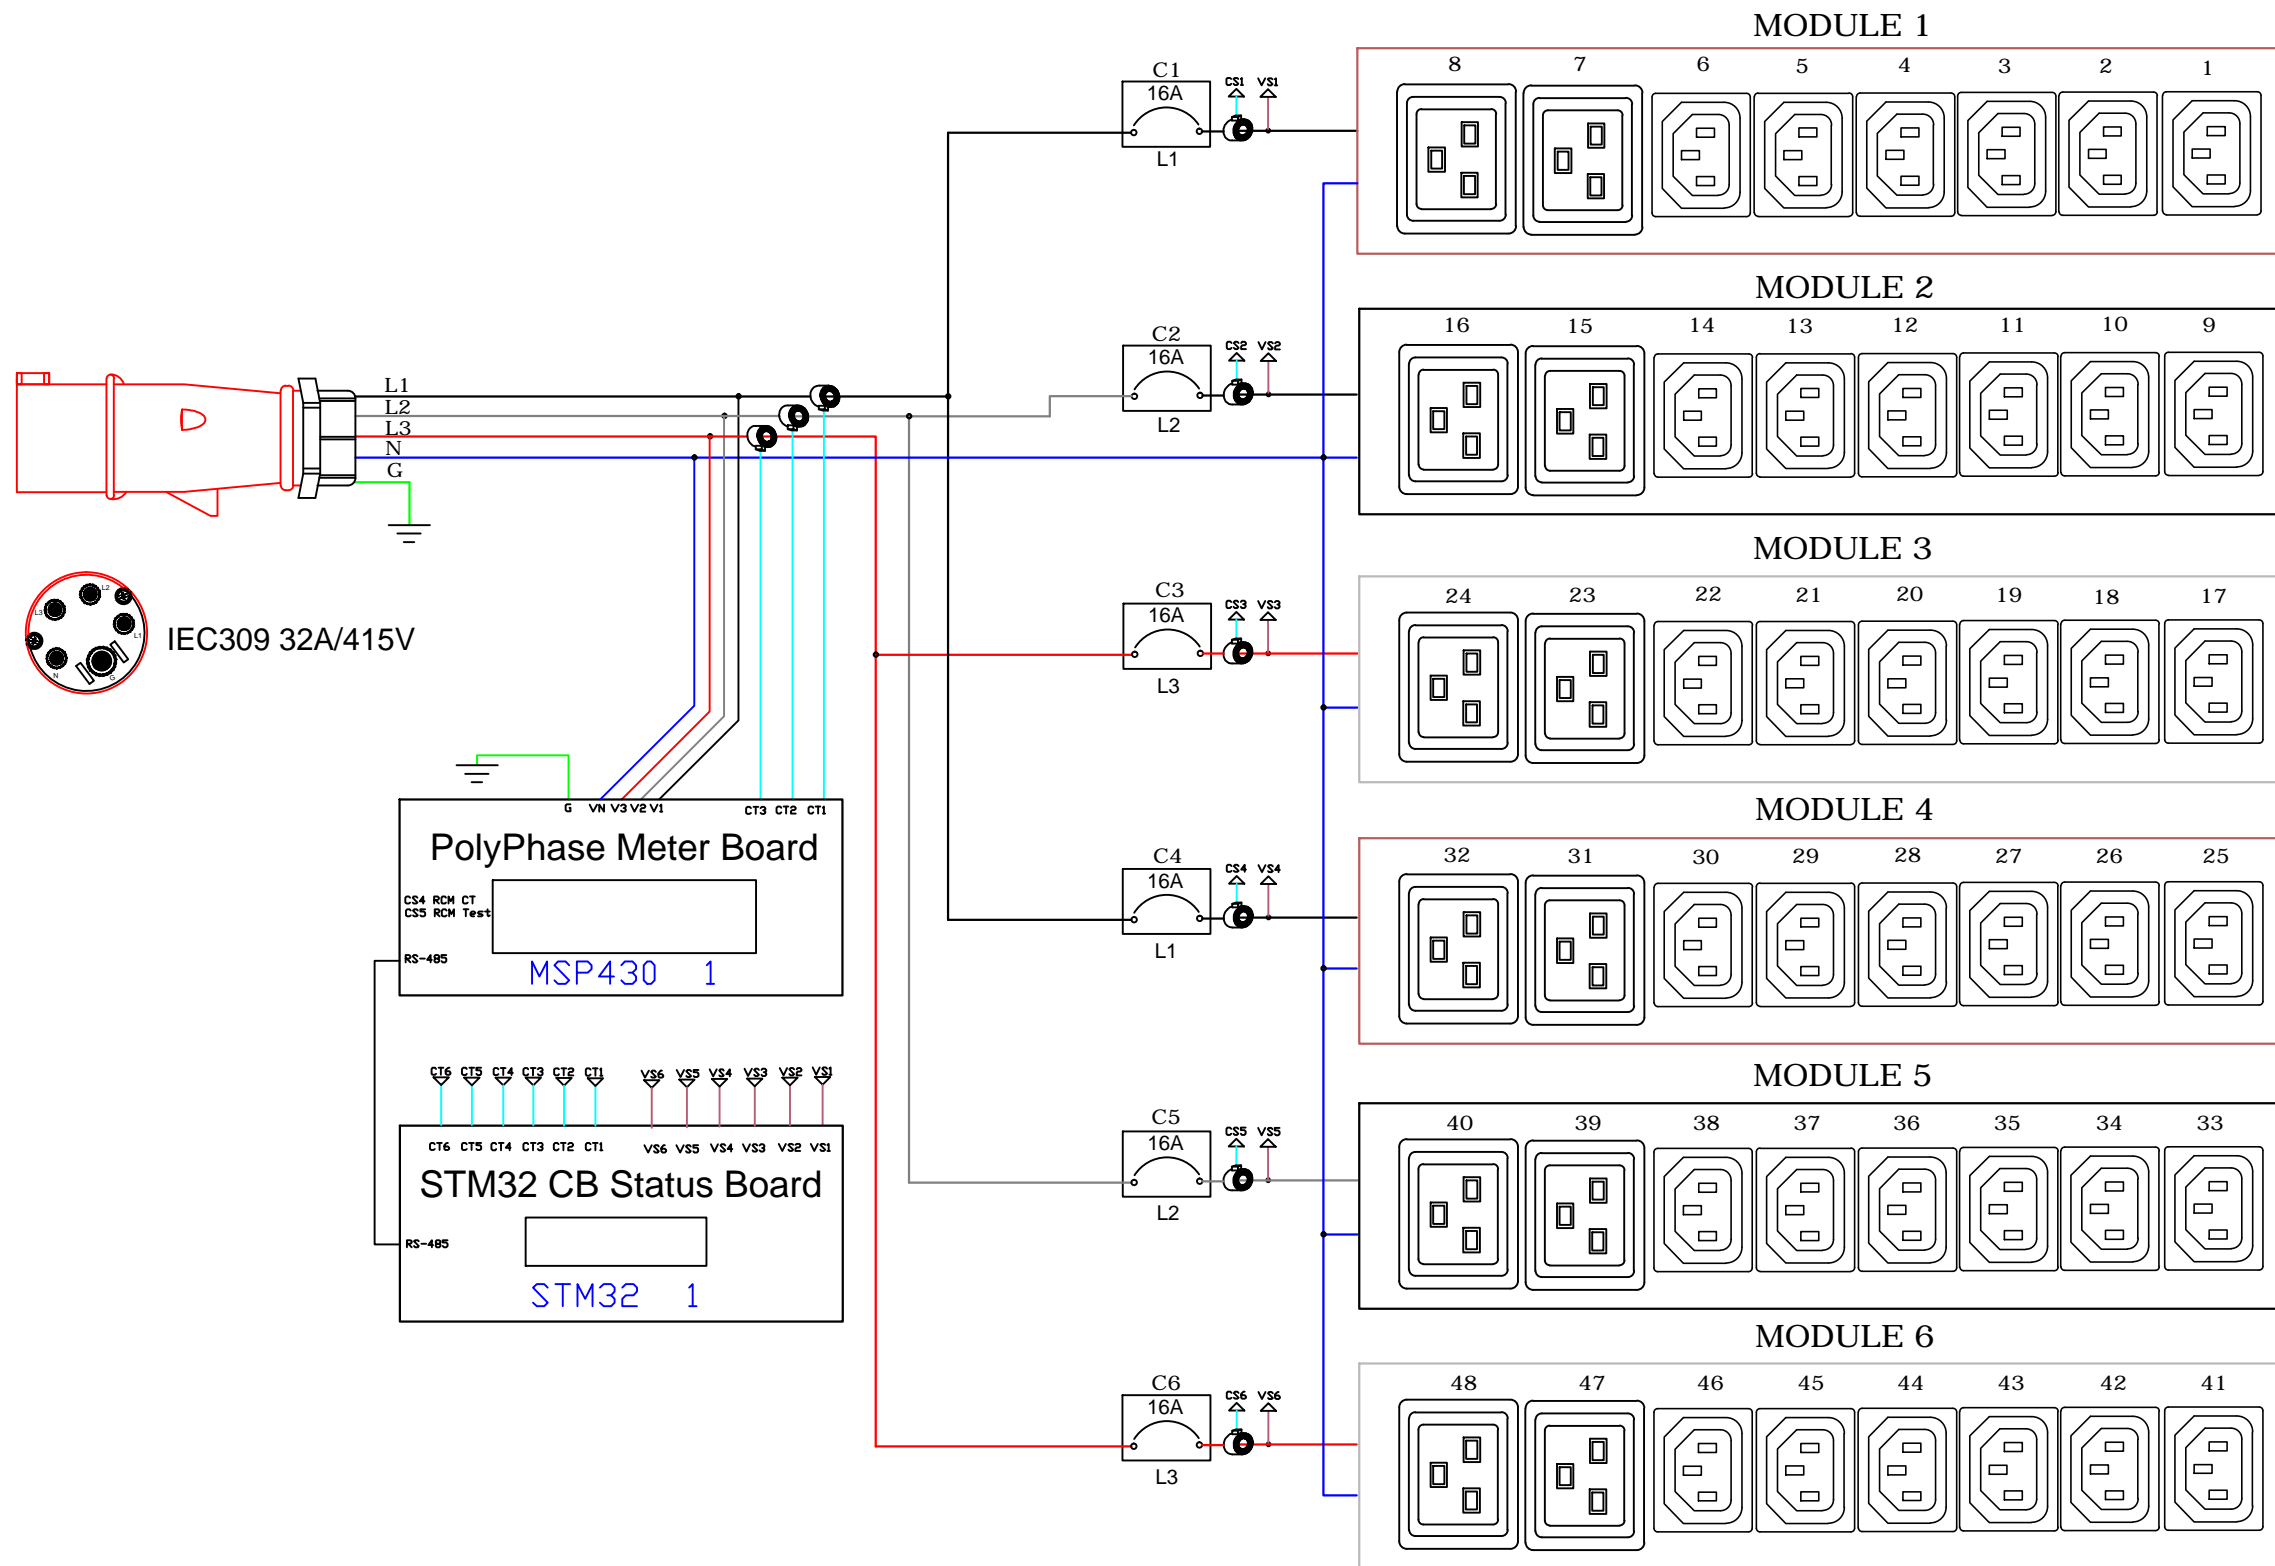 MODULE 1
8 7 6 5 4 3 2 1
C1
16A
L1
CS1 VS1
MODULE 2
16 15 14 13 12 11 10 9
C2
16A
L2
CS2 VS2
L1
L2
L3
N
G
MODULE 3
24 23 22 21 20 19 18 17
C3
16A
L3
CS3 VS3
L3 L2 L1 N G
IEC309 32A/415V
MODULE 4
32 31 30 29 28 27 26 25
C4
16A
L1
CS4 VS4
G VN V3 V2 V1 CT3 CT2 CT1
PolyPhase Meter Board
CS4 RCM CT
CS5 RCM Test
RS-485
MSP430 1
MODULE 5
40 39 38 37 36 35 34 33
C5
16A
L2
CS5 VS5
CT6 CT5 CT4 CT3 CT2 CT1 VS6 VS5 VS4 VS3 VS2 VS1
CT6 CT5 CT4 CT3 CT2 CT1 VS6 VS5 VS4 VS3 VS2 VS1
STM32 CB Status Board
RS-485
STM32 1
MODULE 6
48 47 46 45 44 43 42 41
C6
16A
L3
CS6 VS6